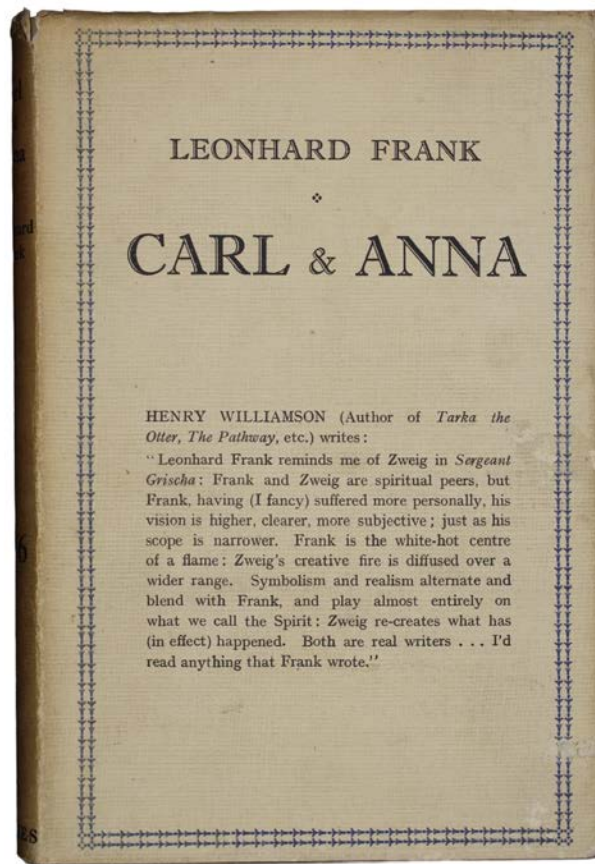 LEONHARD FRANK
CARL & ANNA
HENRY WILLIAMSON (Author of Tarka the
Otter, The Pathway, etc.) writes :
"Leonhard Frank reminds me of Zweig in Sergeant
Grischa : Frank and Zweig are spiritual peers, but
Frank, having (I fancy) suffered more personally, his
vision is higher, clearer, more subjective ; just as his
scope is narrower. Frank is the white-hot centre
of a flame : Zweig's creative fire is diffused over a
wider range. Symbolism and realism alternate and
blend with Frank, and play almost entirely on
what we call the Spirit : Zweig re-creates what has
(in effect) happened. Both are real writers . . . I'd
read anything that Frank wrote."